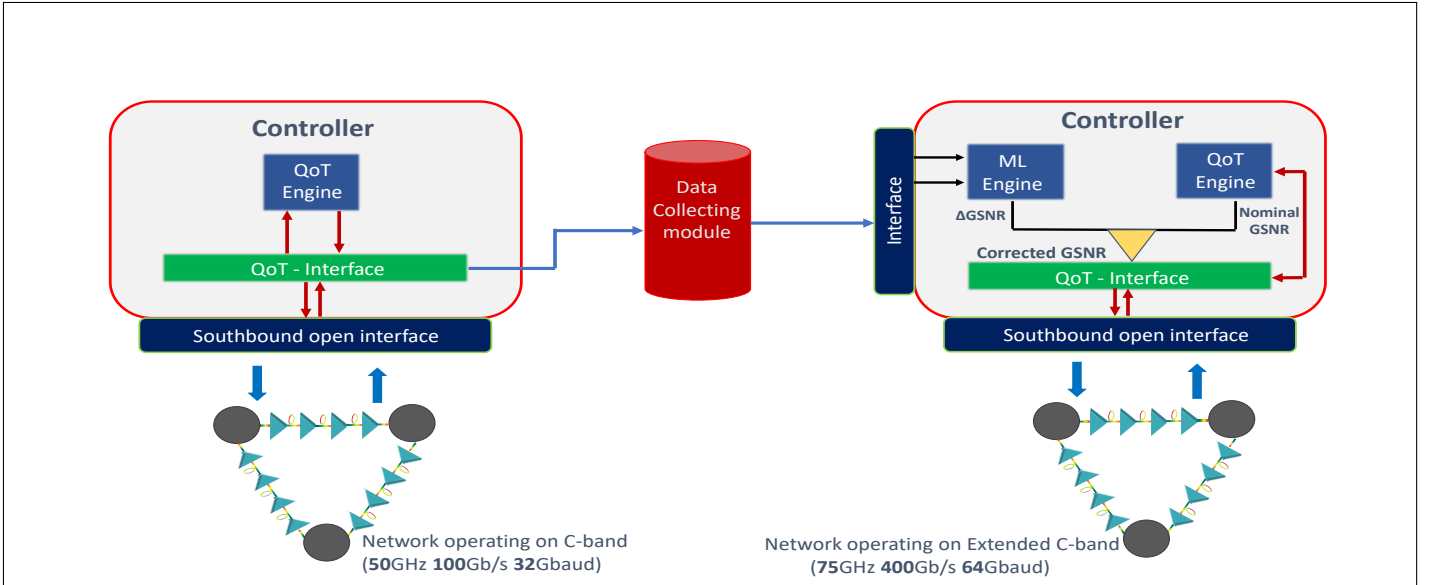 Controller
QoT
Engine
QoT - Interface
Southbound open interface
Network operating on C-band
(50GHz 100Gb/s 32Gbaud)
Data
Collecting
module
Interface
Controller
ML
Engine
QoT
Engine
ΔGSNR
Nominal
GSNR
Corrected GSNR
QoT - Interface
Southbound open interface
Network operating on Extended C-band
(75GHz 400Gb/s 64Gbaud)